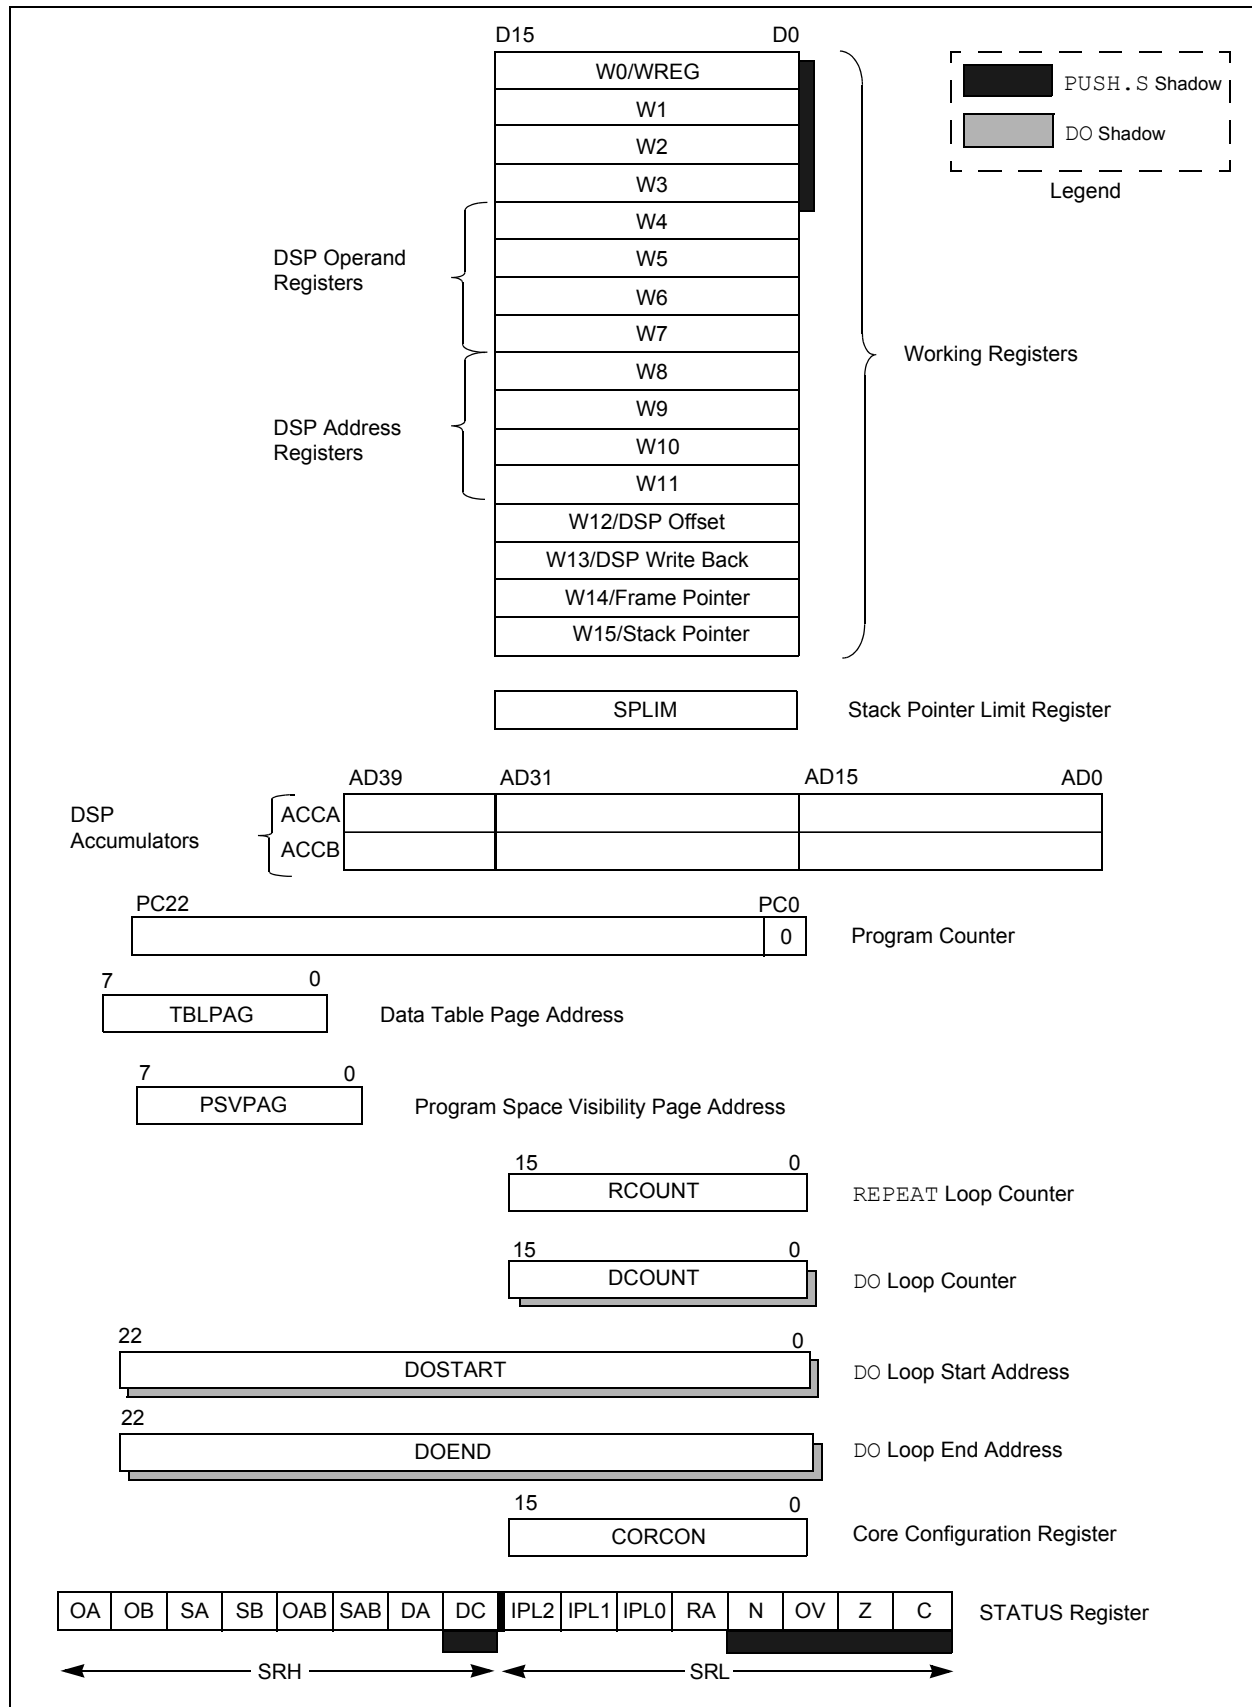 D15 D0
W0/WREG
PUSH.S Shadow
W1
DO Shadow
W2
W3
Legend
W4
DSP Operand
Registers
W5
W6
W7
Working Registers
W8
W9
DSP Address
Registers
W10
W11
W12/DSP Offset
W13/DSP Write Back
W14/Frame Pointer
W15/Stack Pointer
SPLIM Stack Pointer Limit Register
AD39 AD31 AD15 AD0
DSP
Accumulators
ACCA
ACCB
PC22 PC0
0 Program Counter
7 0
TBLPAG Data Table Page Address
7 0
PSVPAG Program Space Visibility Page Address
15 0
RCOUNT REPEAT Loop Counter
15 0
DCOUNT DO Loop Counter
22 0
DOSTART DO Loop Start Address
22
DOEND DO Loop End Address
15 0
CORCON Core Configuration Register
OA OB SA SB OAB SAB DA DC IPL2 IPL1 IPL0 RA N OV Z C STATUS Register
SRH SRL